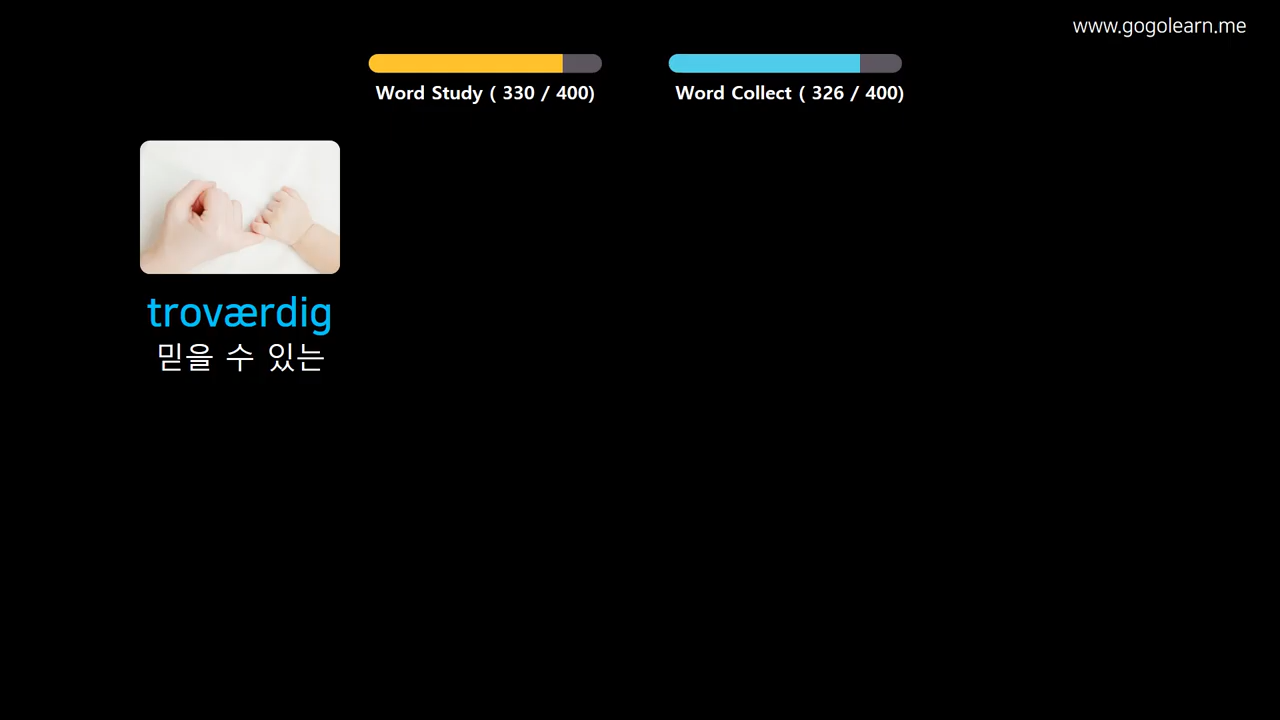 www.gogolearn.me
Word Study ( 330 / 400)
Word Collect ( 326 / 400)
troværdig
믿을 수 있는